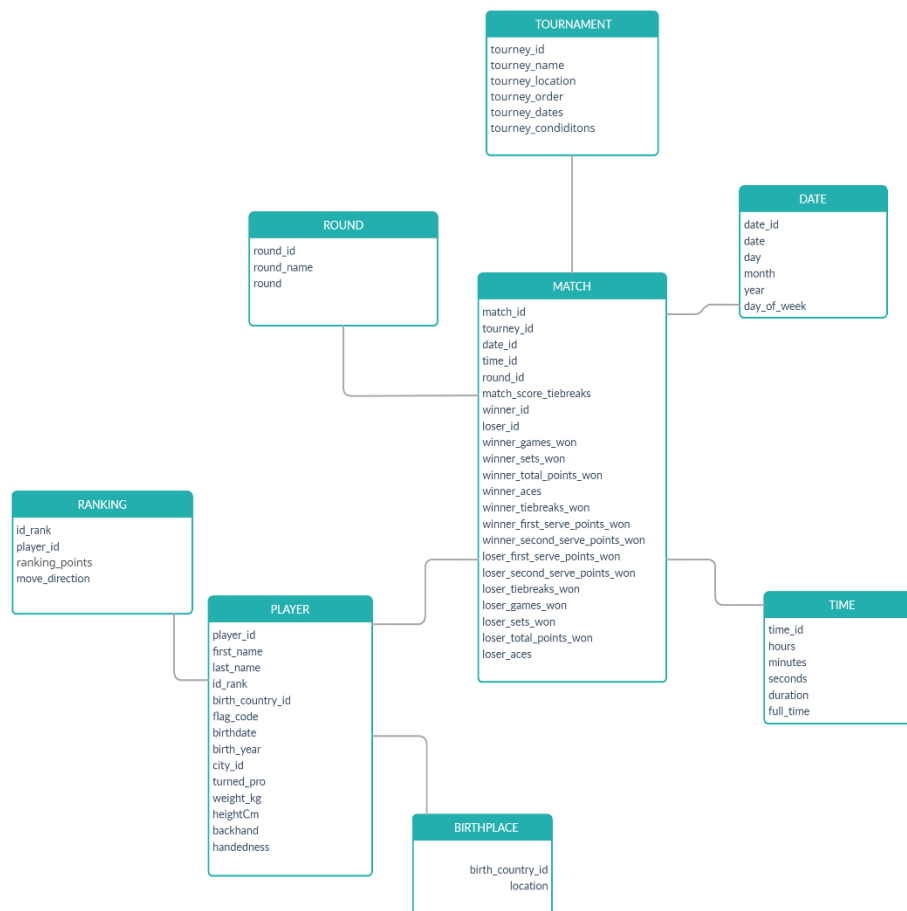 TOURNAMENT
tourney_id
tourney_name
tourney_location
tourney_order
tourney_dates
tourney_condiditons
DATE
date_id
date
day
month
year
day_of_week
ROUND
round_id
round_name
round
MATCH
match_id
tourney_id
date_id
time_id
round_id
match_score_tiebreaks
winner_id
loser_id
winner_games_won
winner_sets_won
winner_total_points_won
winner_aces
winner_tiebreaks_won
winner_first_serve_points_won
winner_second_serve_points_won
loser_first_serve_points_won
loser_second_serve_points_won
loser_tiebreaks_won
loser_games_won
loser_sets_won
loser_total_points_won
loser_aces
RANKING
id_rank
player_id
ranking_points
move_direction
PLAYER
player_id
first_name
last_name
id_rank
birth_country_id
flag_code
birthdate
birth_year
city_id
turned_pro
weight_kg
heightCm
backhand
handedness
TIME
time_id
hours
minutes
seconds
duration
full_time
BIRTHPLACE
birth_country_id
location